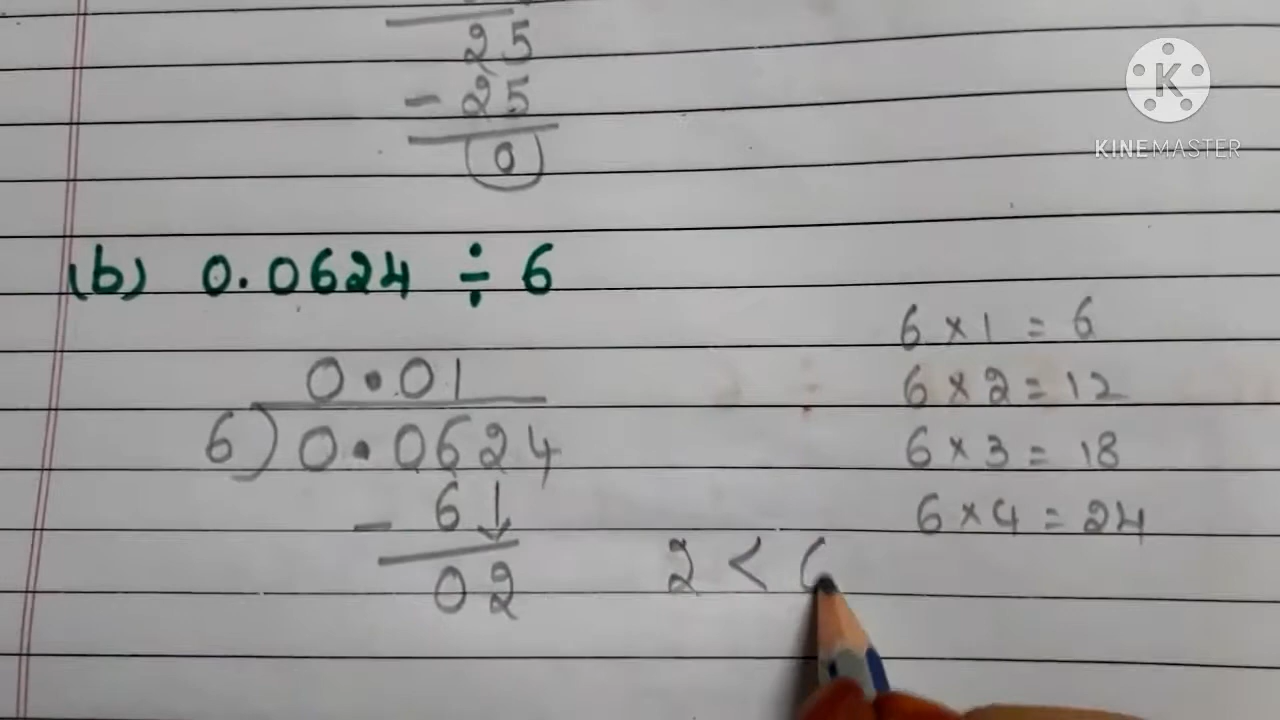 25
- 25
0
(b) 0.0624 ÷ 6
0.01
6)0.0624
- 6↓
02
2 < 6
6 × 1 = 6
6 × 2 = 12
6 × 3 = 18
6 × 4 = 24
K
KINEMASTER